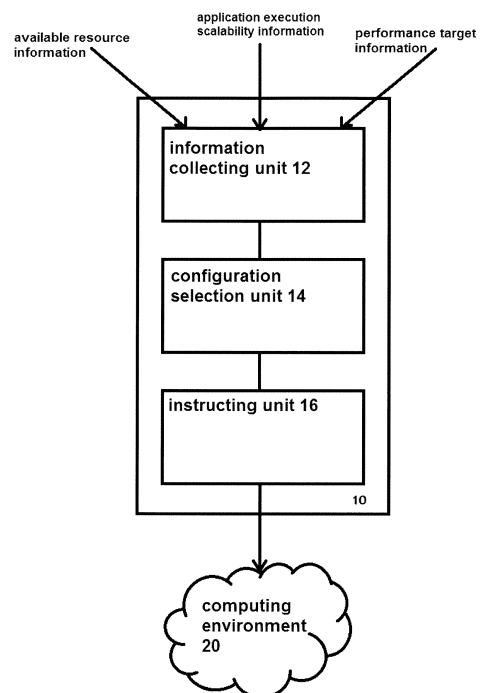 available resource
information
application execution
scalability information
performance target
information
information
collecting unit 12
configuration
selection unit 14
instructing unit 16
10
computing
environment
20